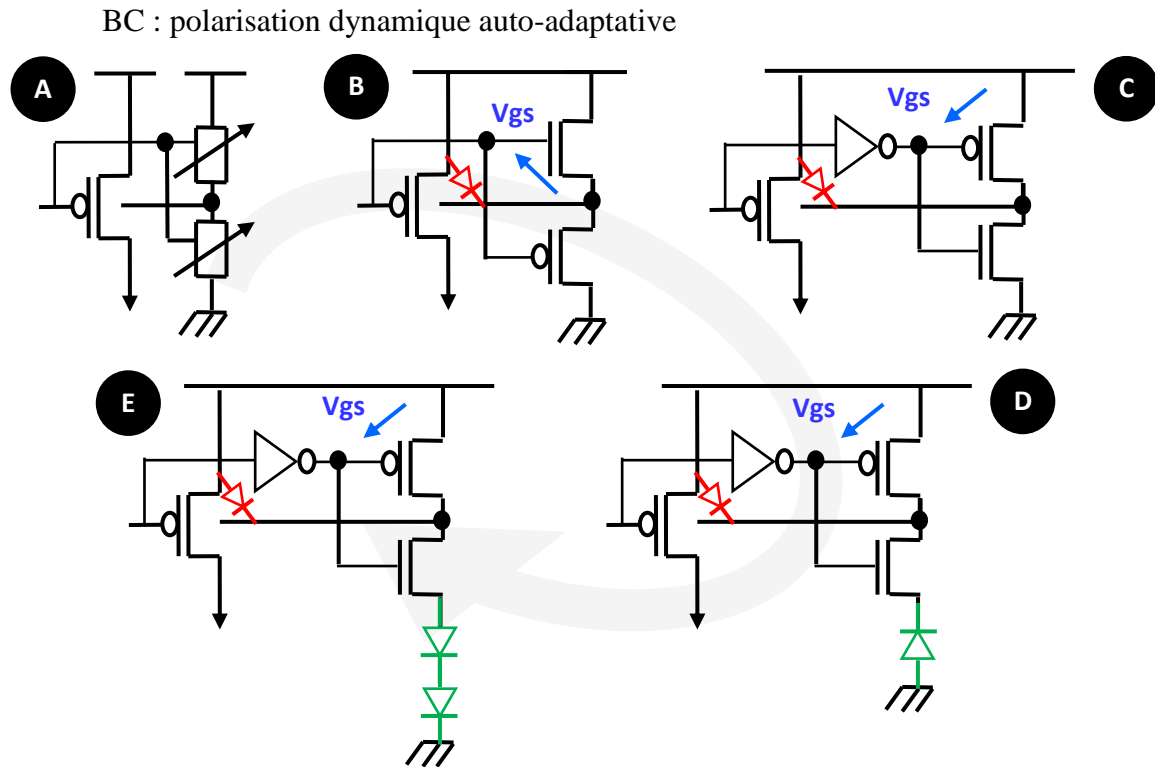 BC : polarisation dynamique auto-adaptative
A
B
Vgs
Vgs
C
E
Vgs
Vgs
D